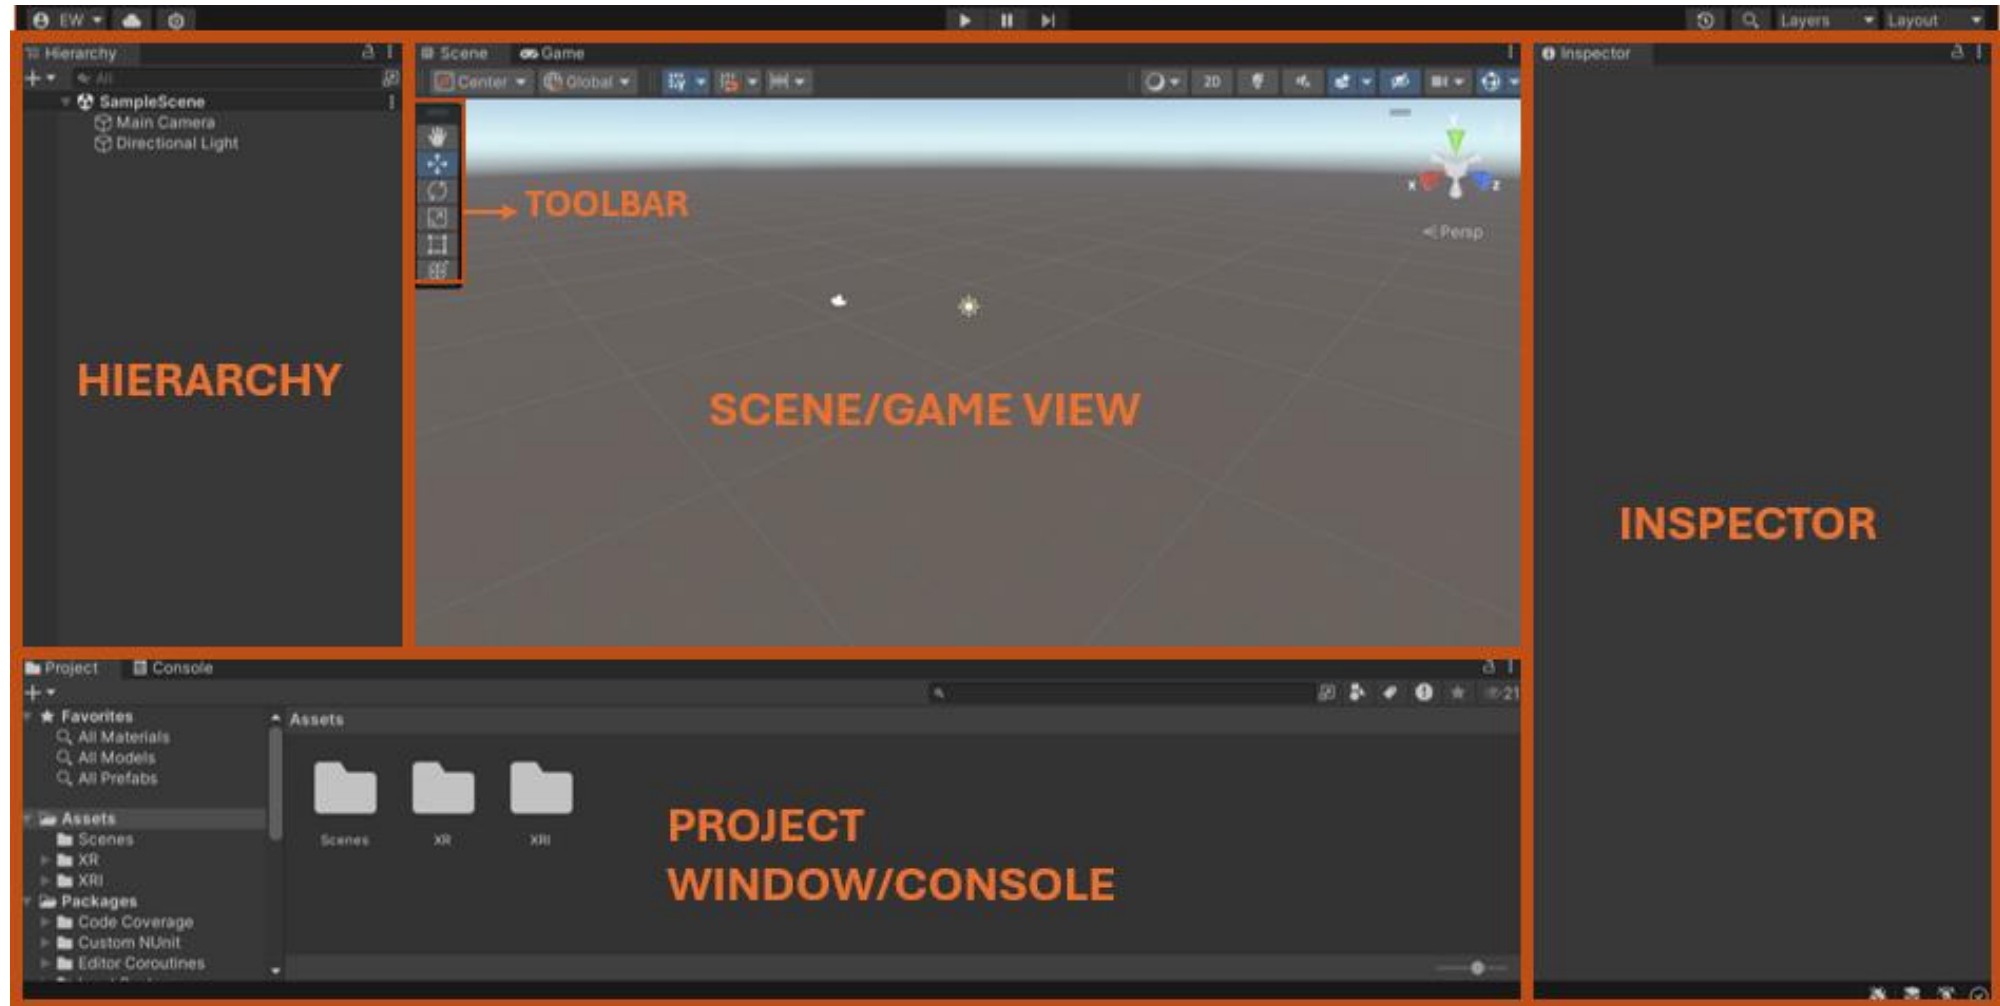 EW
Layers Layout
Hierarchy
All
SampleScene
Main Camera
Directional Light
HIERARCHY
Scene Game
Center Global 2D
Y
X Z
Persp
TOOLBAR
SCENE/GAME VIEW
Inspector
INSPECTOR
Project Console
21
Favorites
All Materials
All Models
All Prefabs
Assets
Scenes
XR
XRI
Packages
Code Coverage
Custom NUnit
Editor Coroutines
Assets
Scenes XR XRI
PROJECT
WINDOW/CONSOLE